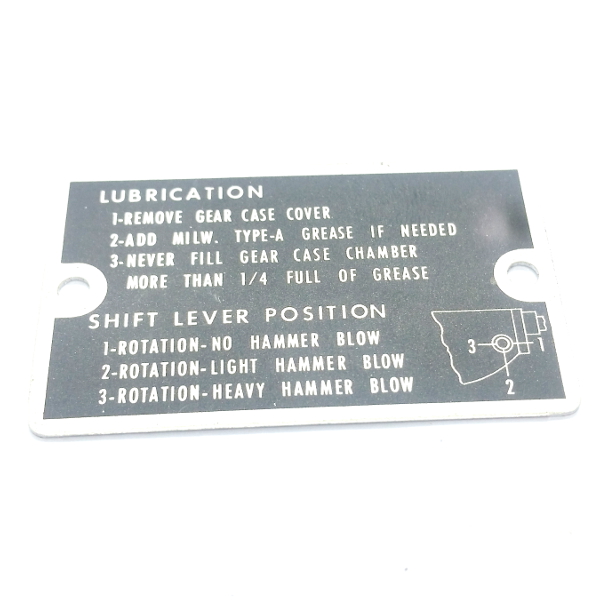 LUBRICATION
1-REMOVE GEAR CASE COVER
2-ADD MILW. TYPE-A GREASE IF NEEDED
3-NEVER FILL GEAR CASE CHAMBER
MORE THAN 1/4 FULL OF GREASE
SHIFT LEVER POSITION
1-ROTATION-NO HAMMER BLOW
2-ROTATION-LIGHT HAMMER BLOW
3-ROTATION-HEAVY HAMMER BLOW
3 1
2